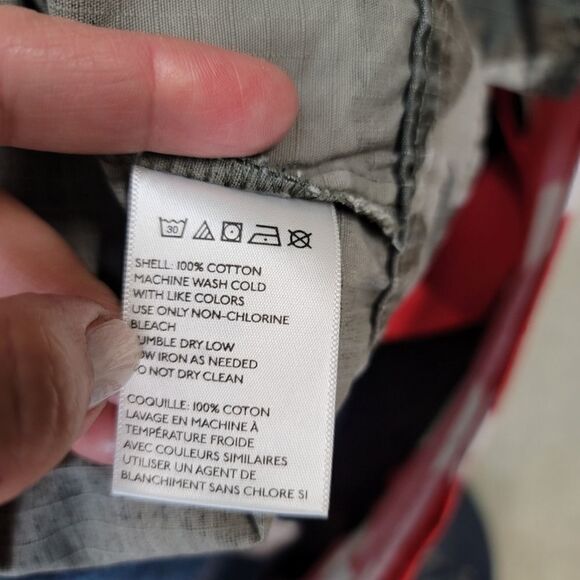 30
SHELL: 100% COTTON
MACHINE WASH COLD
WITH LIKE COLORS
USE ONLY NON-CHLORINE
BLEACH
UMBLE DRY LOW
W IRON AS NEEDED
O NOT DRY CLEAN
COQUILLE: 100% COTON
LAVAGE EN MACHINE À
TEMPÉRATURE FROIDE
AVEC COULEURS SIMILAIRES
UTILISER UN AGENT DE
BLANCHIMENT SANS CHLORE SI